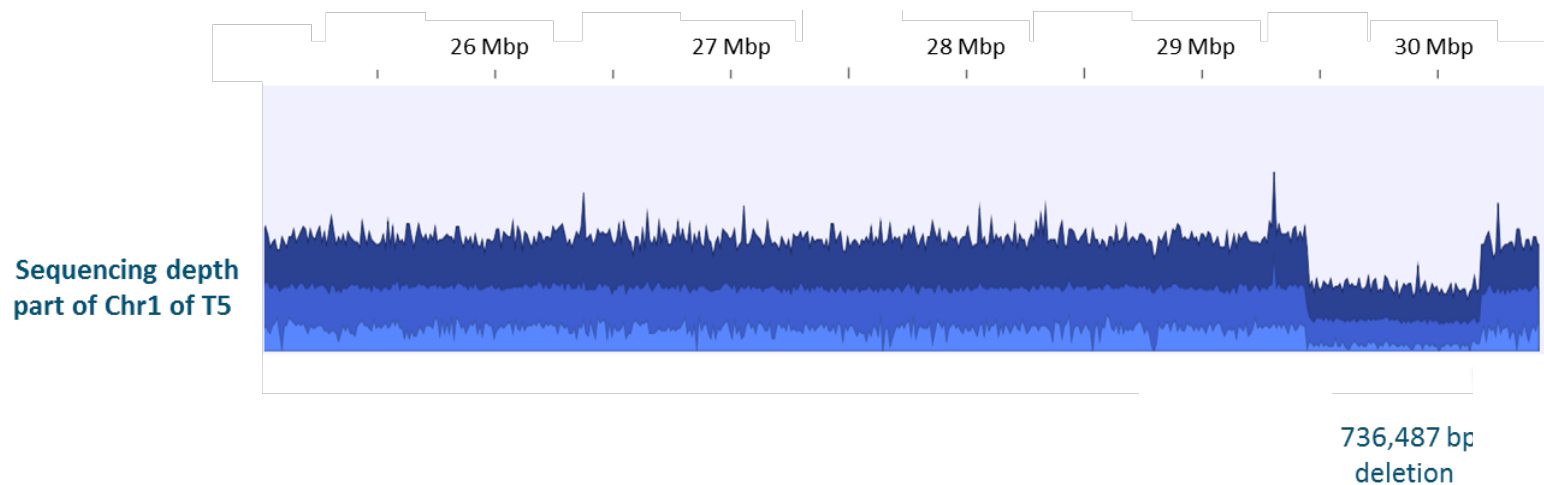 26 Mbp 27 Mbp 28 Mbp 29 Mbp 30 Mbp
Sequencing depth
part of Chr1 of T5
736,487 bp
deletion